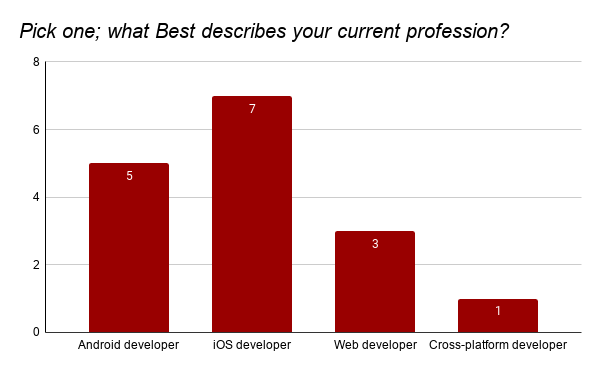 Pick one; what Best describes your current profession?
8
6
4
2
0
5
7
3
1
Android developer
iOS developer
Web developer
Cross-platform developer